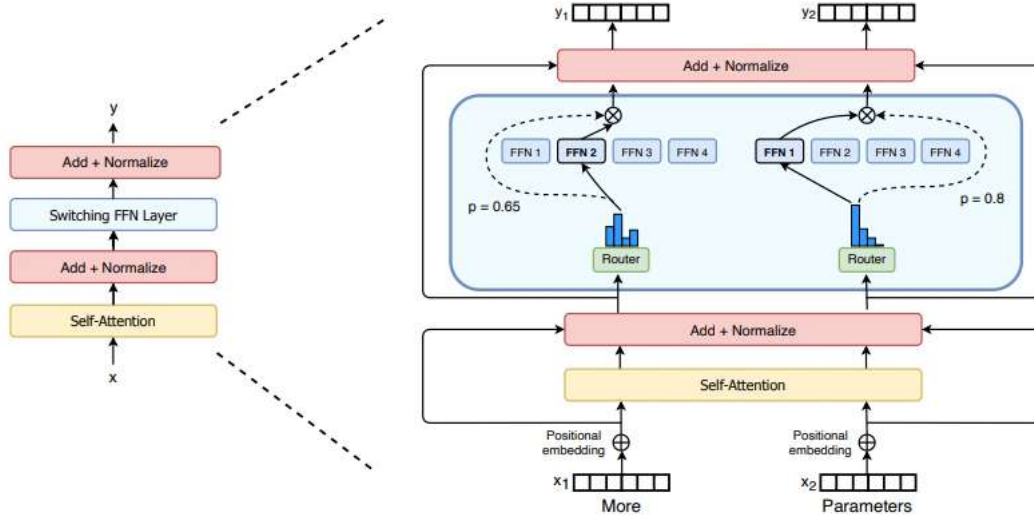 y
Add + Normalize
Switching FFN Layer
Add + Normalize
Self-Attention
x
y1
y2
Add + Normalize
FFN 1 FFN 2 FFN 3 FFN 4
FFN 1 FFN 2 FFN 3 FFN 4
p = 0.65
p = 0.8
Router
Router
Add + Normalize
Self-Attention
Positional
embedding
Positional
embedding
x1
x2
More
Parameters